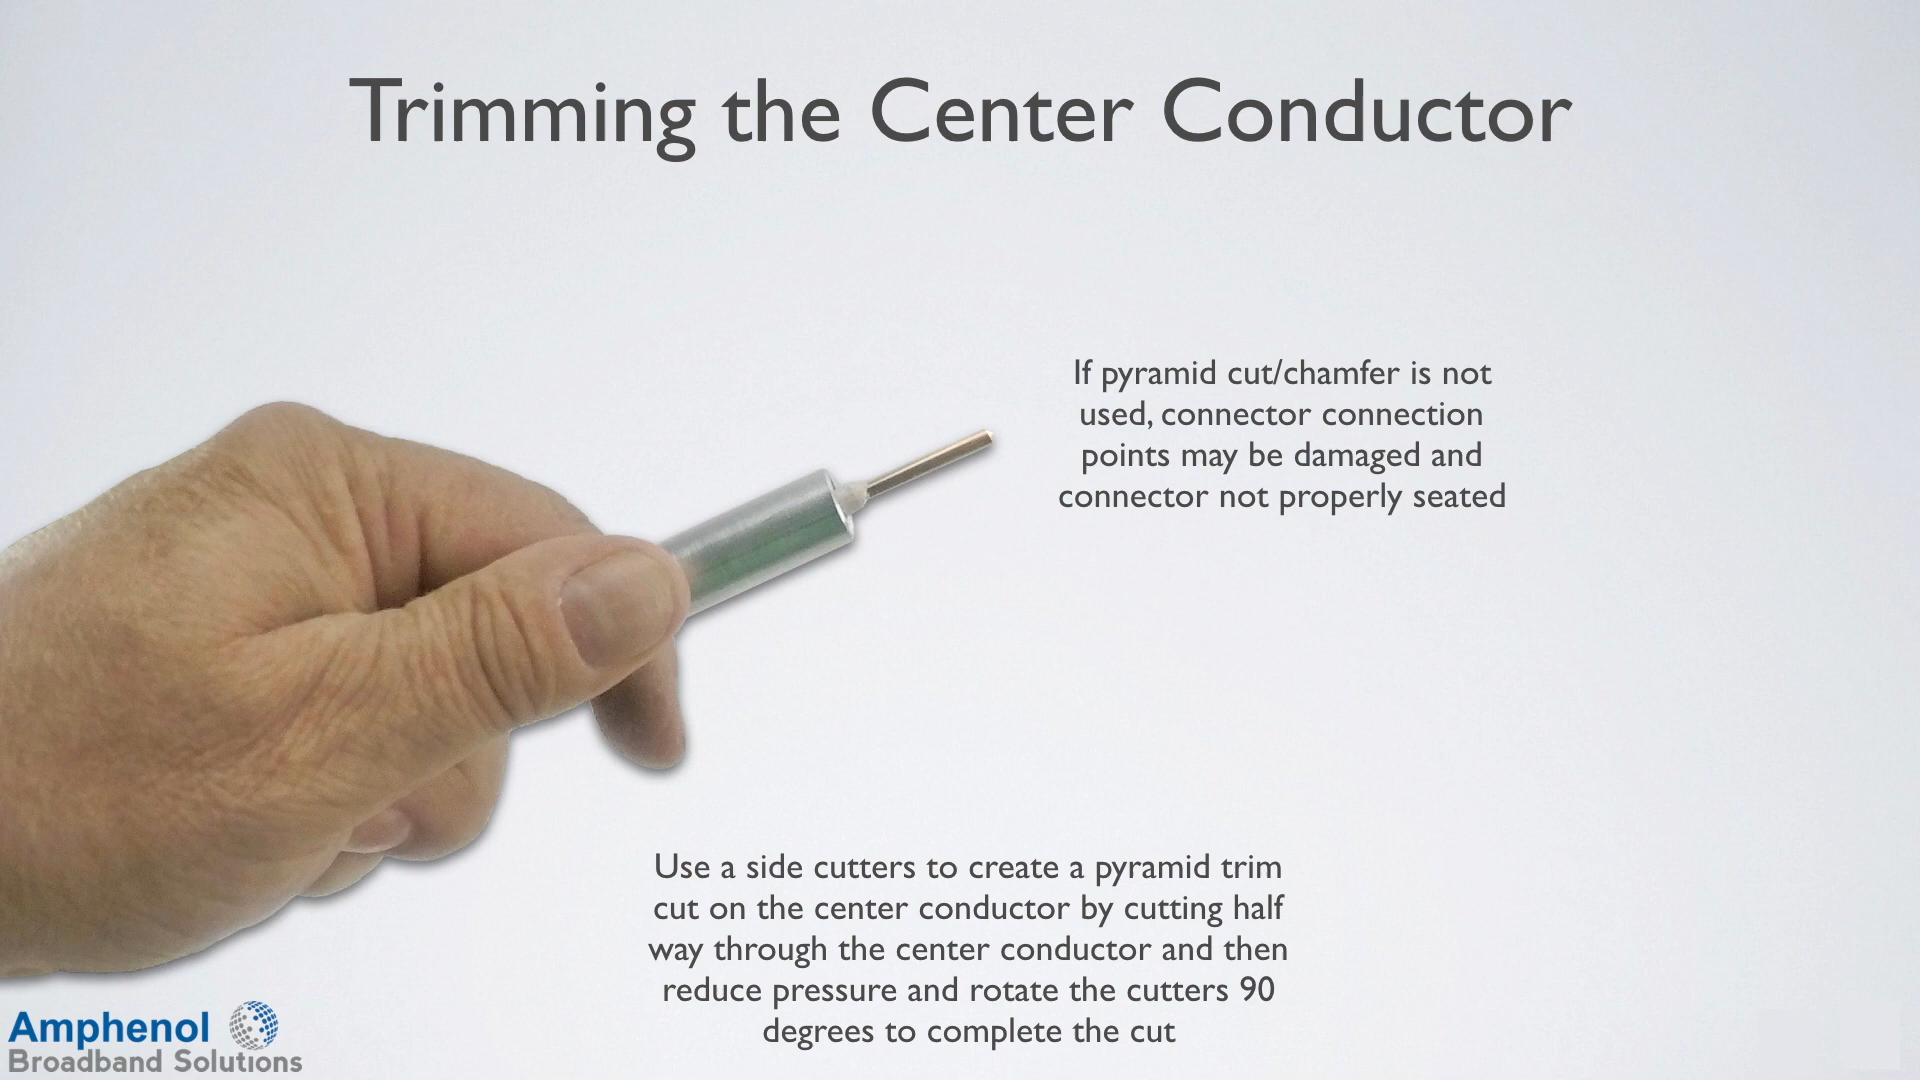 Trimming the Center Conductor
If pyramid cut/chamfer is not
used, connector connection
points may be damaged and
connector not properly seated
Use a side cutters to create a pyramid trim
cut on the center conductor by cutting half
way through the center conductor and then
reduce pressure and rotate the cutters 90
degrees to complete the cut
Amphenol
Broadband Solutions